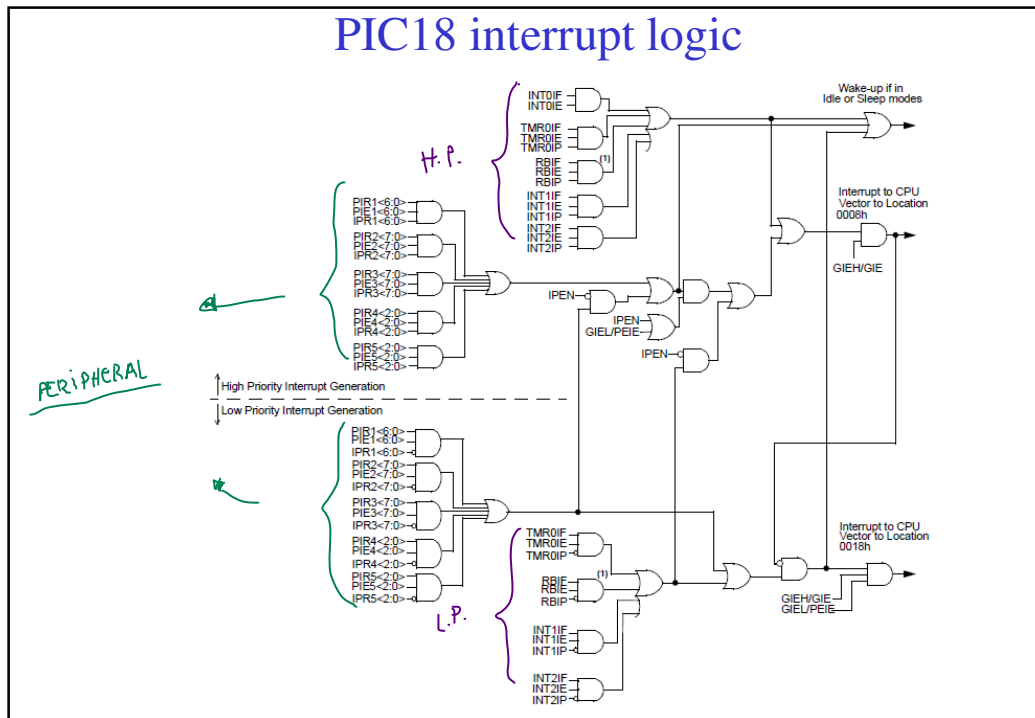 PIC18 interrupt logic
Wake-up if in
Idle or Sleep modes
INT0IF
INT0IE
TMR0IF
TMR0IE
TMR0IP
H.P.
(1)
RBIF
RBIE
RBIP
INT1IF
INT1IE
INT1IP
INT2IF
INT2IE
INT2IP
Interrupt to CPU
Vector to Location
0008h
GIEH/GIE
PIR1<6:0>
PIE1<6:0>
IPR1<6:0>
PIR2<7:0>
PIE2<7:0>
IPR2<7:0>
PIR3<7:0>
PIE3<7:0>
IPR3<7:0>
PIR4<2:0>
PIE4<2:0>
IPR4<2:0>
PIR5<2:0>
PIE5<2:0>
IPR5<2:0>
IPEN
IPEN
GIEL/PEIE
IPEN
PERIPHERAL
High Priority Interrupt Generation
Low Priority Interrupt Generation
PIR1<6:0>
PIE1<6:0>
IPR1<6:0>
PIR2<7:0>
PIE2<7:0>
IPR2<7:0>
PIR3<7:0>
PIE3<7:0>
IPR3<7:0>
PIR4<2:0>
PIE4<2:0>
IPR4<2:0>
PIR5<2:0>
PIE5<2:0>
IPR5<2:0>
L.P.
TMR0IF
TMR0IE
TMR0IP
(1)
RBIF
RBIE
RBIP
INT1IF
INT1IE
INT1IP
INT2IF
INT2IE
INT2IP
Interrupt to CPU
Vector to Location
0018h
GIEH/GIE
GIEL/PEIE